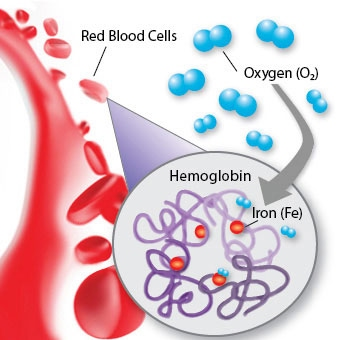 Red Blood Cells
Oxygen (O₂)
Hemoglobin
Iron (Fe)